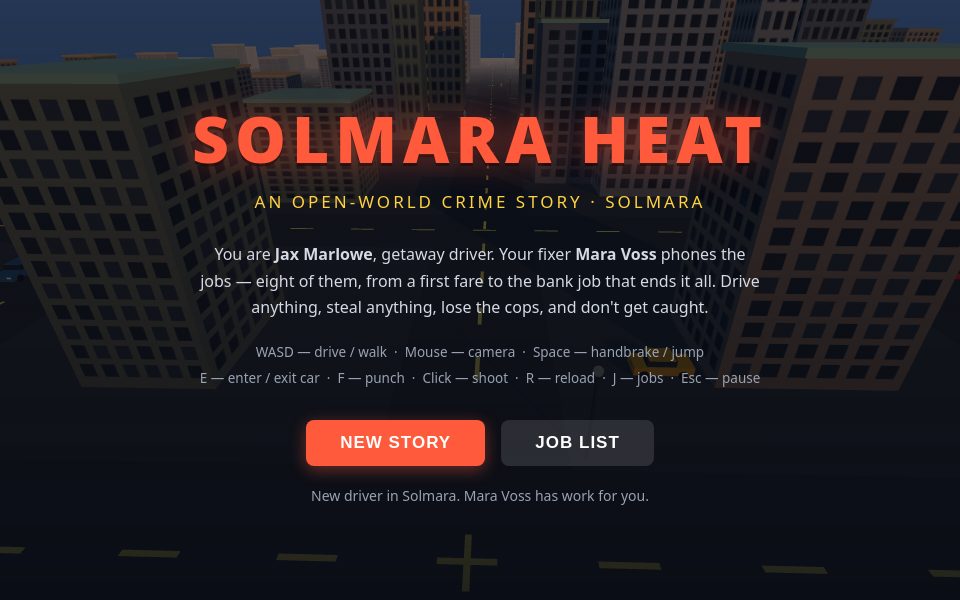 SOLMARA HEAT
AN OPEN-WORLD CRIME STORY · SOLMARA
You are Jax Marlowe, getaway driver. Your fixer Mara Voss phones the
jobs — eight of them, from a first fare to the bank job that ends it all. Drive
anything, steal anything, lose the cops, and don't get caught.
WASD — drive / walk · Mouse — camera · Space — handbrake / jump
E — enter / exit car · F — punch · Click — shoot · R — reload · J — jobs · Esc — pause
NEW STORY JOB LIST
New driver in Solmara. Mara Voss has work for you.